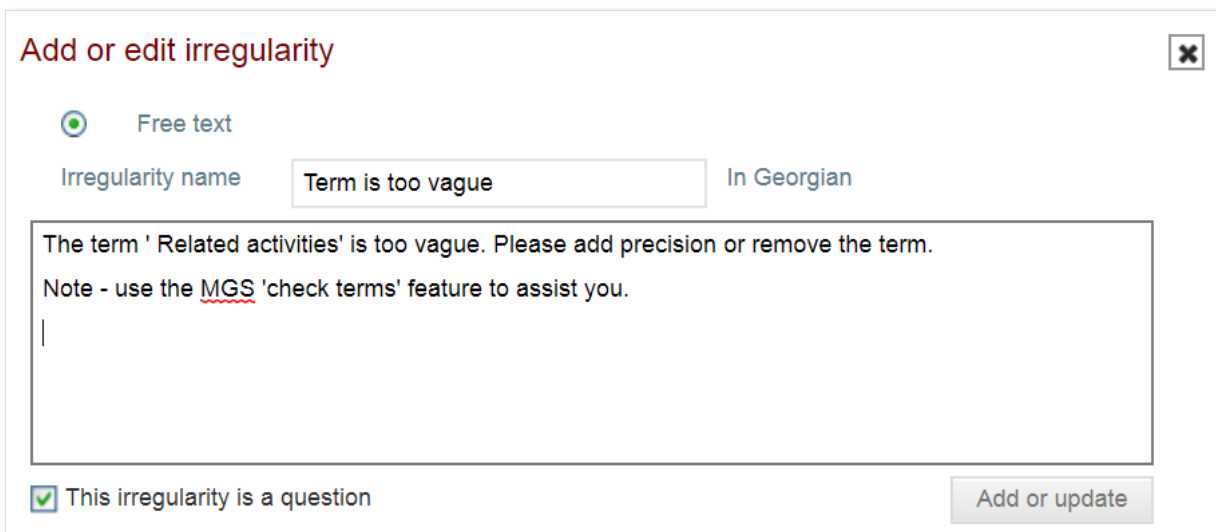 Add or edit irregularity
Free text
Irregularity name Term is too vague In Georgian
The term ' Related activities' is too vague. Please add precision or remove the term.
Note - use the MGS 'check terms' feature to assist you.
This irregularity is a question Add or update